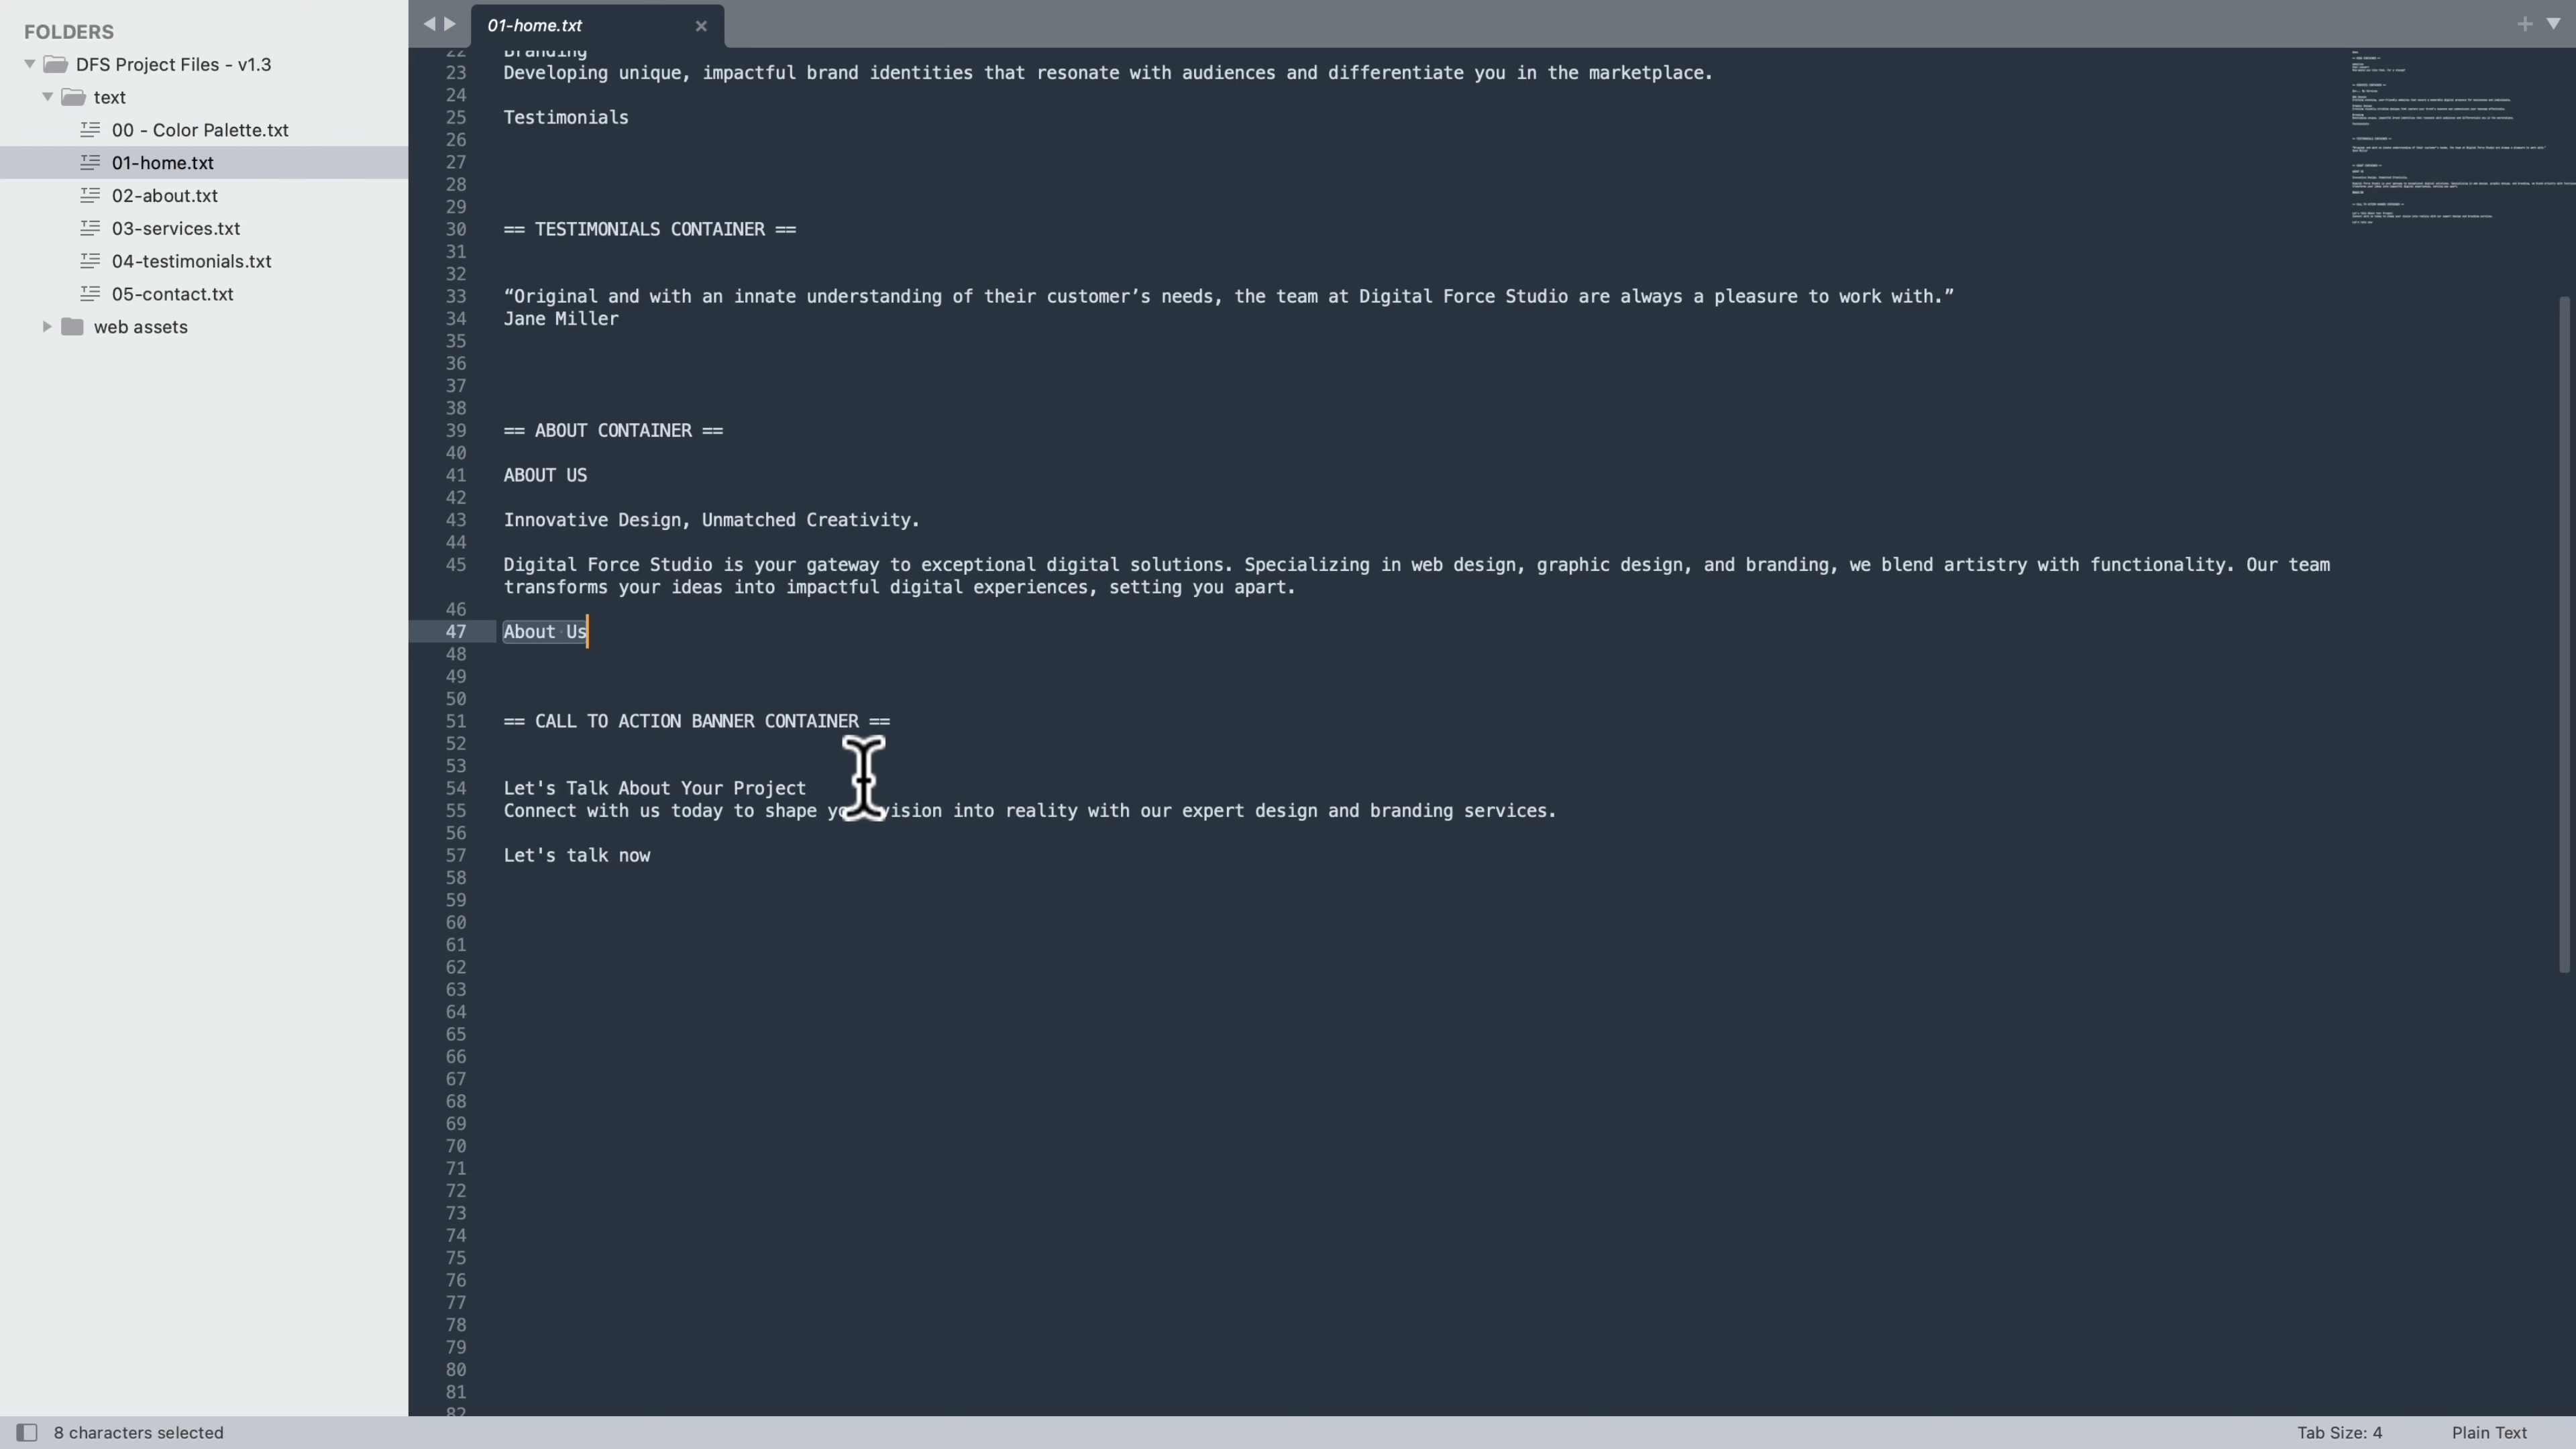 FOLDERS
DFS Project Files - v1.3
text
00 - Color Palette.txt
01-home.txt
02-about.txt
03-services.txt
04-testimonials.txt
05-contact.txt
web assets
01-home.txt
22 Branding
23 Developing unique, impactful brand identities that resonate with audiences and differentiate you in the marketplace.
24
25 Testimonials
26
27
28
29
30 == TESTIMONIALS CONTAINER ==
31
32
33 “Original and with an innate understanding of their customer’s needs, the team at Digital Force Studio are always a pleasure to work with.”
34 Jane Miller
35
36
37
38
39 == ABOUT CONTAINER ==
40
41 ABOUT US
42
43 Innovative Design, Unmatched Creativity.
44
45 Digital Force Studio is your gateway to exceptional digital solutions. Specializing in web design, graphic design, and branding, we blend artistry with functionality. Our team
transforms your ideas into impactful digital experiences, setting you apart.
46
47 About Us
48
49
50
51 == CALL TO ACTION BANNER CONTAINER ==
52
53
54 Let's Talk About Your Project
55 Connect with us today to shape your vision into reality with our expert design and branding services.
56
57 Let's talk now
58
59
60
61
62
63
64
65
66
67
68
69
70
71
72
73
74
75
76
77
78
79
80
81
82
8 characters selected
Tab Size: 4
Plain Text